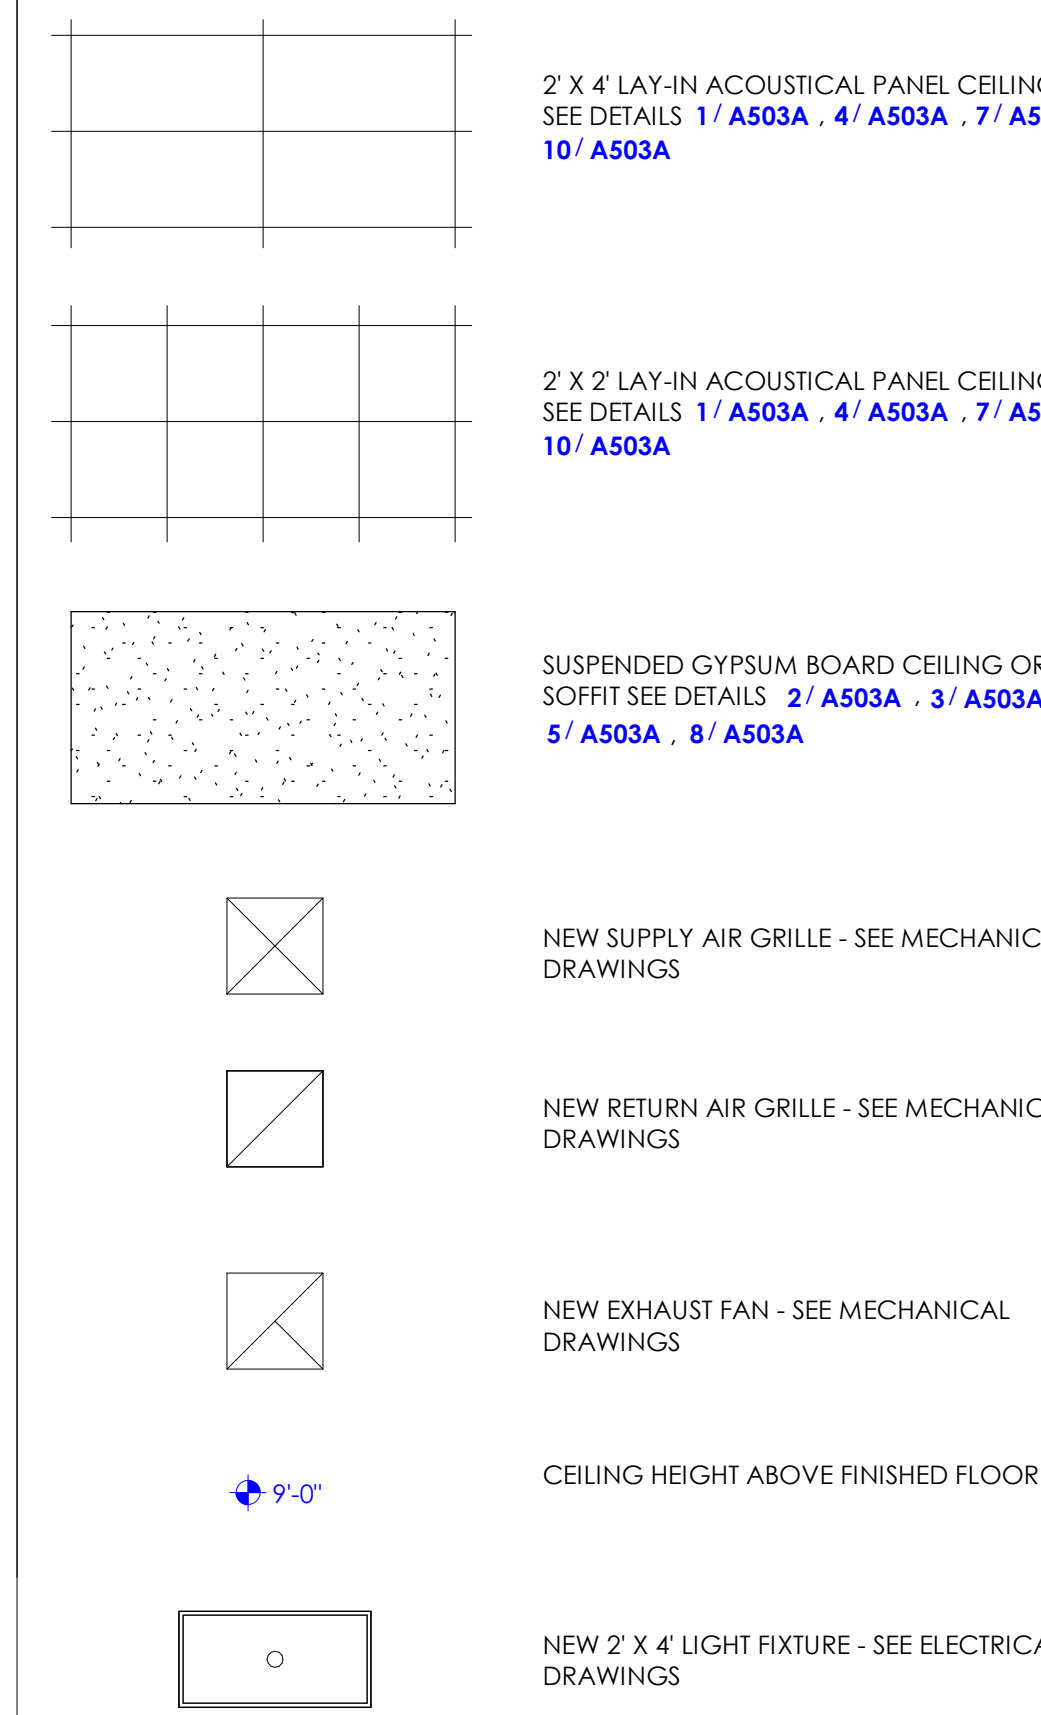 2' X 4' LAY-IN ACOUSTICAL PANEL CEILING
SEE DETAILS 1/ A503A , 4/ A503A , 7/ A5
10/ A503A
2' X 2' LAY-IN ACOUSTICAL PANEL CEILING
SEE DETAILS 1/ A503A , 4/ A503A , 7/ A5
10/ A503A
SUSPENDED GYPSUM BOARD CEILING OR
SOFFIT SEE DETAILS 2/ A503A , 3/ A503A
5/ A503A , 8/ A503A
NEW SUPPLY AIR GRILLE - SEE MECHANIC
DRAWINGS
NEW RETURN AIR GRILLE - SEE MECHANIC
DRAWINGS
NEW EXHAUST FAN - SEE MECHANICAL
DRAWINGS
9'-0" CEILING HEIGHT ABOVE FINISHED FLOOR
NEW 2' X 4' LIGHT FIXTURE - SEE ELECTRICA
DRAWINGS